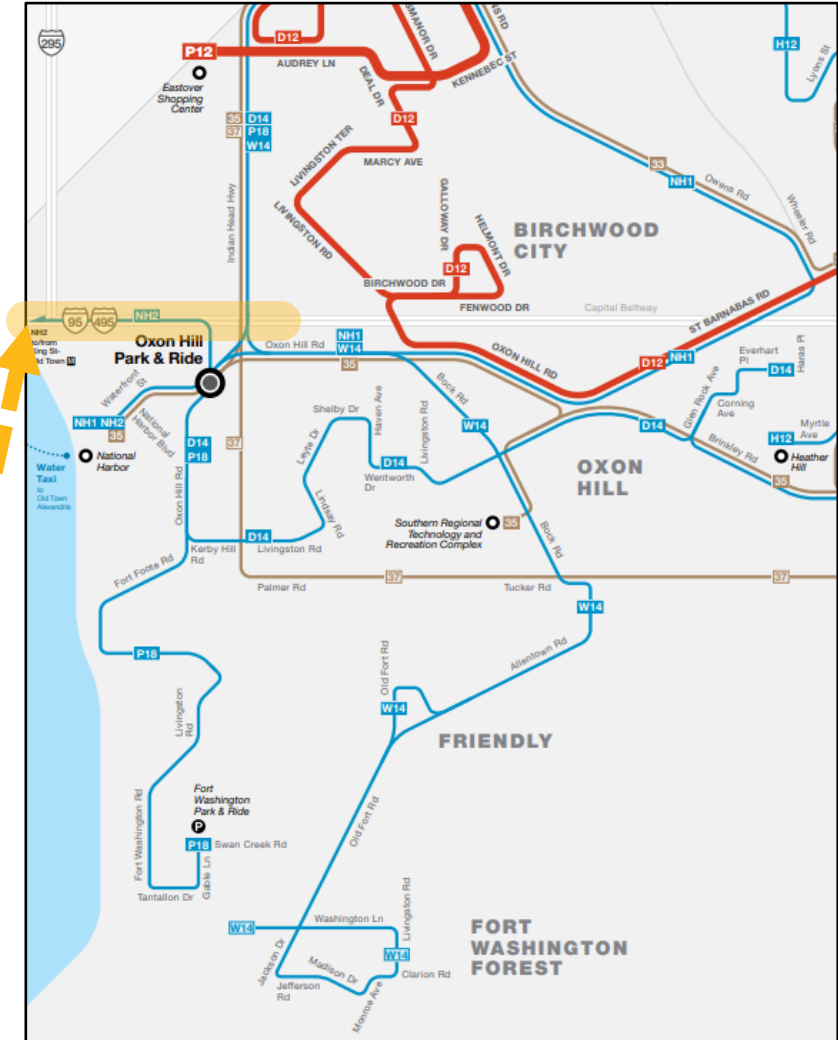 295
P12
D12
AUDREY LN
Eastover
Shopping
Center
DEAL DR
KENNEBEC ST
D12
H12
Lyons St
35 D14
37 P18
W14
LIVINGSTON TER
MARCY AVE
33
NH1
Owens Rd
Wheeler Rd
Indian Head Hwy
LIVINGSTON RD
GALLOWAY DR
HELMONT DR
D12
BIRCHWOOD
CITY
BIRCHWOOD DR
FENWOOD DR
Capital Beltway
ST BARNABAS RD
95 495 NH2
NH2
to/from
Oxon Hill
Park & Ride
Oxon Hill Rd
NH1
W14
35
OXON HILL RD
D12 NH1
Everhart
Pl
D14
Haras Pl
Waterfront
St
National
Harbor Blvd
NH1 NH2
35
National
Harbor
Bock Rd
Glen Rock Ave
Corning
Ave
Shelby Dr
Haven Ave
Livingston Rd
W14
D14
Myrtle
Ave
H12
Heather
Hill
Brinkley Rd
35
D14
P18
37
Leyte Dr
D14
Wentworth
Dr
OXON
HILL
Water
Taxi
to
Old Town
Alexandria
Oxon Hill Rd
Lindsay Rd
Southern Regional
Technology and
Recreation Complex
35
Bock Rd
D14
Kerby Hill
Rd
Livingston Rd
Fort Foote Rd
Palmer Rd
37
Tucker Rd
37
W14
Allentown Rd
P18
Old Fort Rd
W14
Livingston
Rd
FRIENDLY
Fort
Washington
Park & Ride
P
Fort Washington Rd
P18
Swan Creek Rd
Gable Ln
Tantallon Dr
Old Fort Rd
W14
Washington Ln
Livingston Rd
W14
FORT
WASHINGTON
FOREST
Jackson Dr
Madison Dr
Clarion Rd
Jefferson
Rd
Monroe Ave